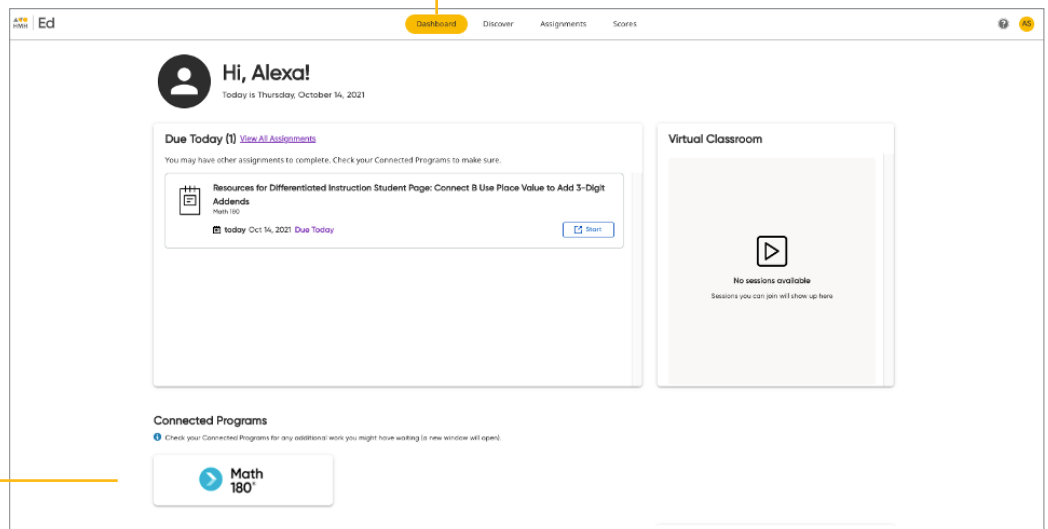 HMH Ed
Dashboard Discover Assignments Scores
AS
Hi, Alexa!
Today is Thursday, October 14, 2021
Due Today (1) View All Assignments
You may have other assignments to complete. Check your Connected Programs to make sure.
Resources for Differentiated Instruction Student Page: Connect B Use Place Value to Add 3-Digit
Addends
Math 180
today Oct 14, 2021 Due Today
Start
Virtual Classroom
No sessions available
Sessions you can join will show up here
Connected Programs
Check your Connected Programs for any additional work you might have waiting (a new window will open).
Math
180°